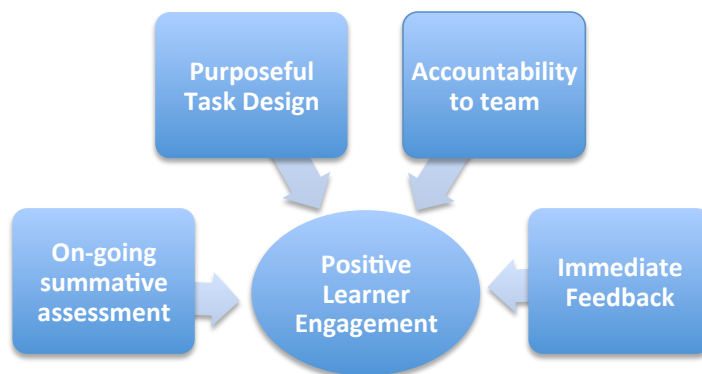 Purposeful
Task Design
Accountability
to team
On-going
summative
assessment
Positive
Learner
Engagement
Immediate
Feedback